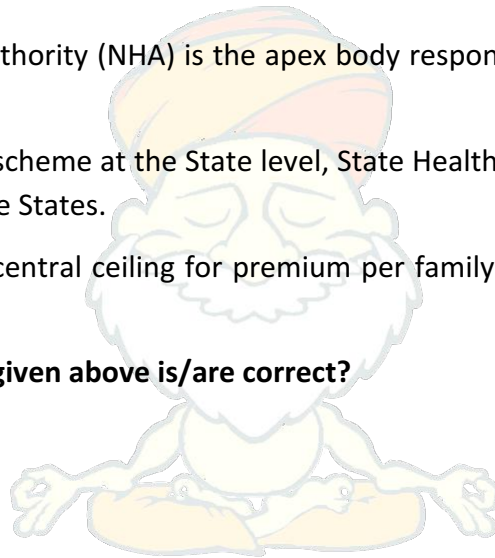 uthority (NHA) is the apex body respon
scheme at the State level, State Health
e States.
central ceiling for premium per family
given above is/are correct?